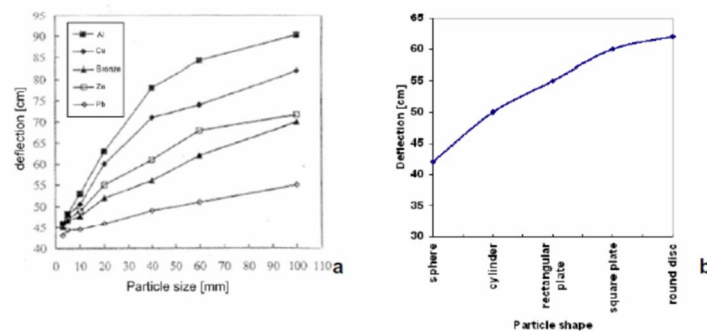 95
90
85
80
75
70
65
60
55
50
45
40
deflection [cm]
Al
Cu
Bronze
Zn
Pb
0 10 20 30 40 50 60 70 80 90 100 110
Particle size [mm]
a
65
60
55
50
45
40
35
30
Deflection [cm]
sphere
cylinder
rectangular
plate
square plate
round disc
Particle shape
b